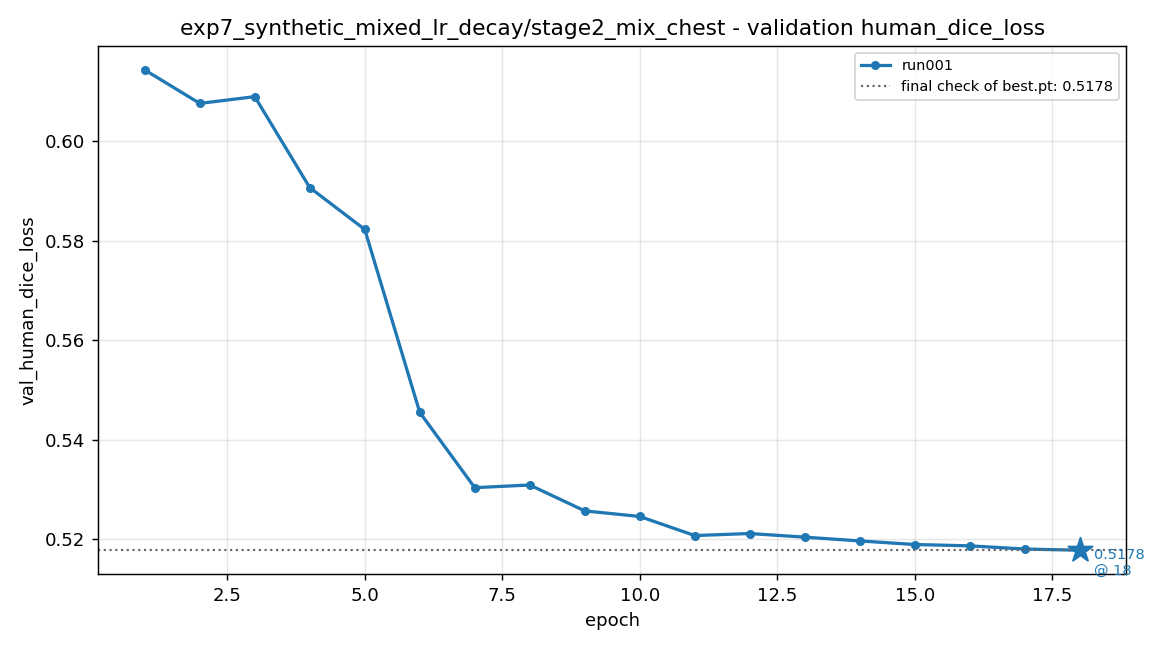 exp7_synthetic_mixed_lr_decay/stage2_mix_chest - validation human_dice_loss
run001
final check of best.pt: 0.5178
val_human_dice_loss
0.60
0.58
0.56
0.54
0.52
0.5178
@ 18
2.5 5.0 7.5 10.0 12.5 15.0 17.5
epoch